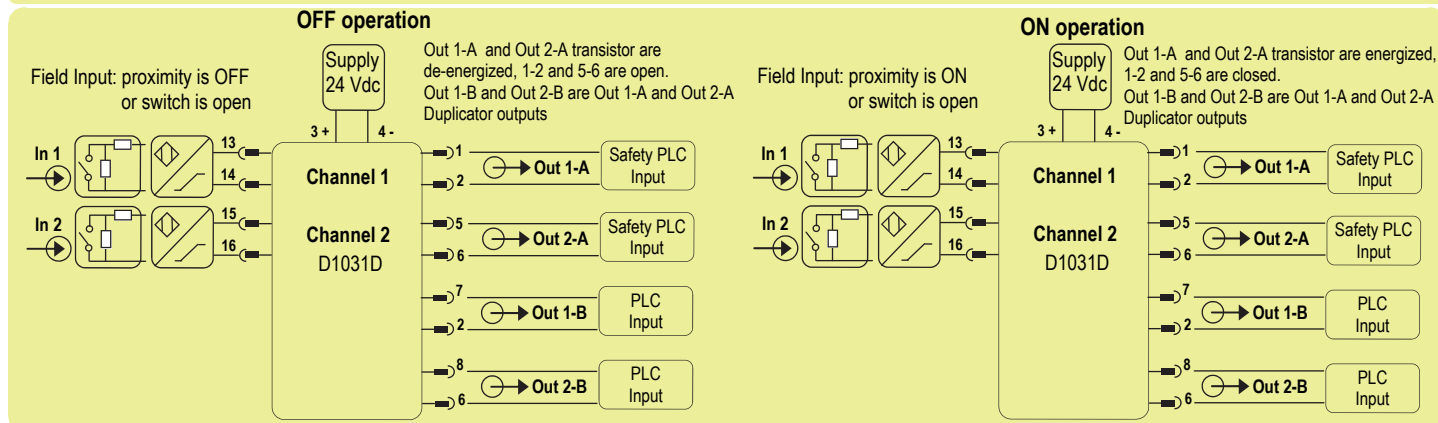 OFF operation
Field Input: proximity is OFF
or switch is open
Supply
24 Vdc
Out 1-A and Out 2-A transistor are
de-energized, 1-2 and 5-6 are open.
Out 1-B and Out 2-B are Out 1-A and Out 2-A
Duplicator outputs
3 +
4 -
In 1
13
14
In 2
15
16
Channel 1
Channel 2
D1031D
1
2
Out 1-A
Safety PLC
Input
5
6
Out 2-A
Safety PLC
Input
7
2
Out 1-B
PLC
Input
8
6
Out 2-B
PLC
Input
ON operation
Field Input: proximity is ON
or switch is open
Supply
24 Vdc
Out 1-A and Out 2-A transistor are energized,
1-2 and 5-6 are closed.
Out 1-B and Out 2-B are Out 1-A and Out 2-A
Duplicator outputs
3 +
4 -
In 1
13
14
In 2
15
16
Channel 1
Channel 2
D1031D
1
2
Out 1-A
Safety PLC
Input
5
6
Out 2-A
Safety PLC
Input
7
2
Out 1-B
PLC
Input
8
6
Out 2-B
PLC
Input